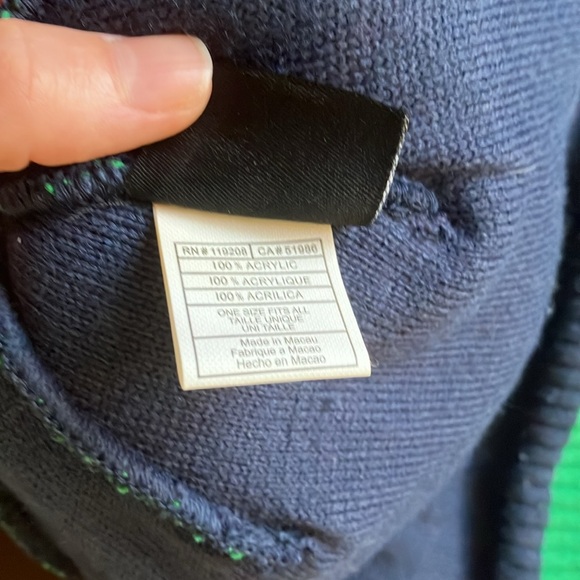 RN # 119208 CA # 51986
100 % ACRYLIC
100 % ACRYLIQUE
100 % ACRILICA
ONE SIZE FITS ALL
TAILLE UNIQUE
UNI TAILLE
Made in Macau
Fabrique a Macao
Hecho en Macao